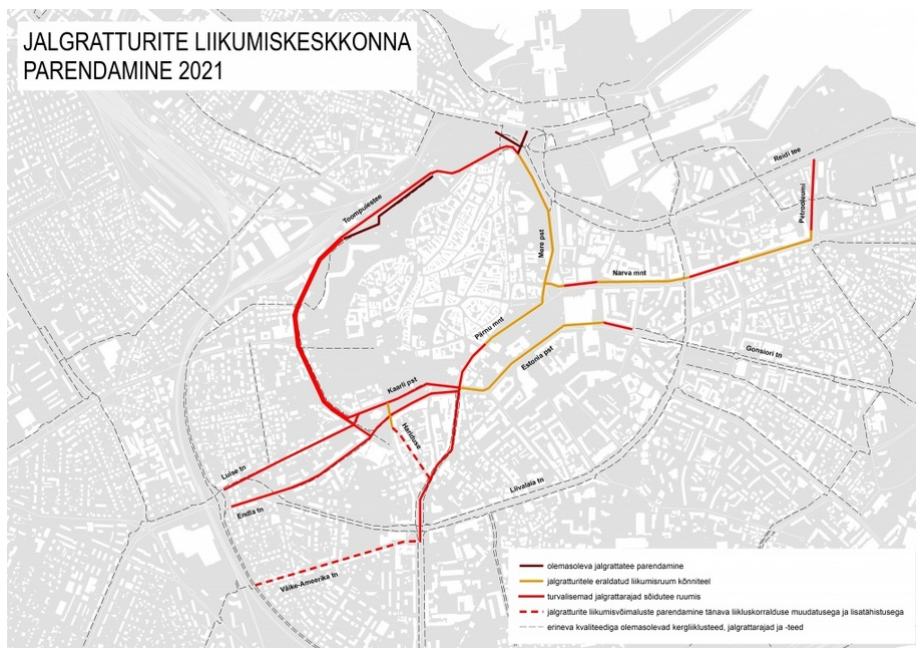 JALGRATTURITE LIIKUMISKESKKONNA
PARENDAMINE 2021
Reidi tee
Toompuiestee
Petrooleumi
Mere pst
Narva mnt
Pärnu mnt
Estonia pst
Gonsiori tn
Kaarli pst
Hariduse
Luise tn
Endla tn
Liivalaia tn
Väike-Ameerika tn
olemasoleva jalgrattatee parendamine
jalgratturitele eraldatud liikumisruum kõnniteel
turvalisemad jalgrattarajad sõidutee ruumis
jalgratturite liikumisvõimaluste parendamine tänava liikluskorralduse muudatusega ja lisatähistusega
erineva kvaliteediga olemasolevad kergliiklusteed, jalgrattarajad ja -teed